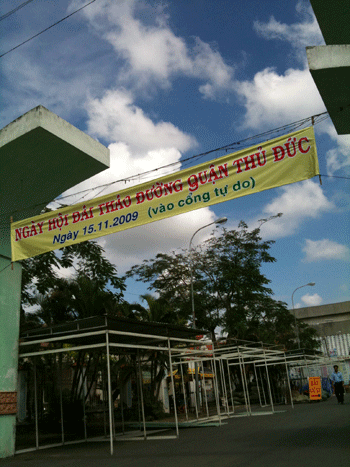 NGÀY HỘI ĐÁI THÁO ĐƯỜNG QUẬN THỦ ĐỨC
Ngày 15.11.2009 (vào cổng tự do)